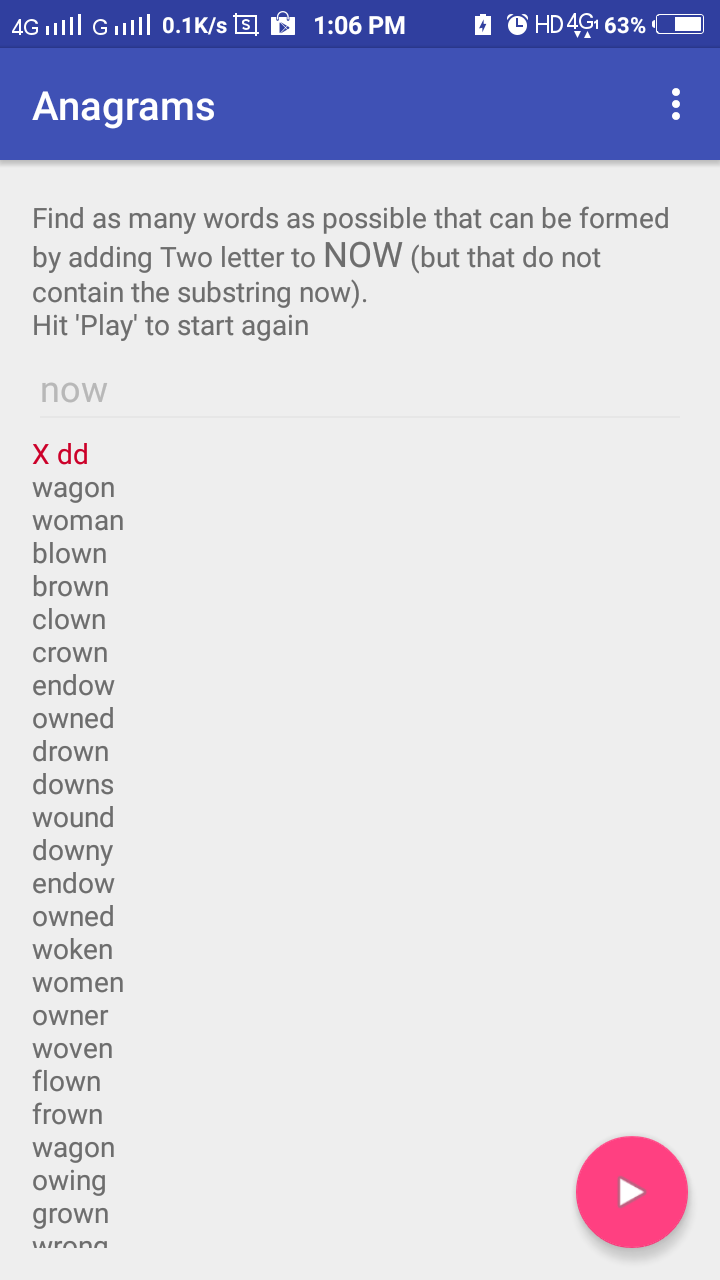 4G G 0.1K/s S 1:06 PM HD 4G1 63%
Anagrams
Find as many words as possible that can be formed
by adding Two letter to NOW (but that do not
contain the substring now).
Hit 'Play' to start again
now
X dd
wagon
woman
blown
brown
clown
crown
endow
owned
drown
downs
wound
downy
endow
owned
woken
women
owner
woven
flown
frown
wagon
owing
grown
wrong